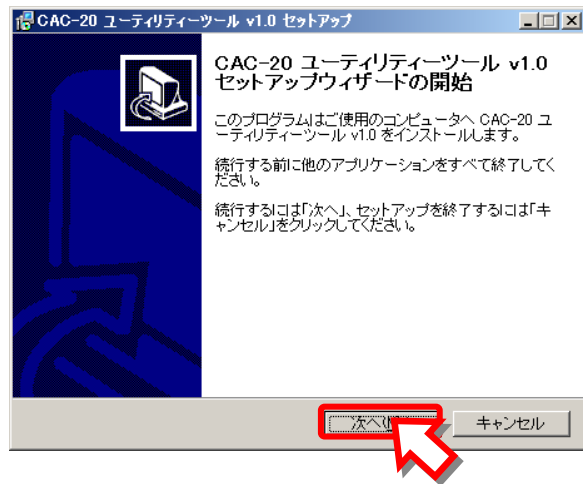 CAC-20 ユーティリティーツール v1.0 セットアップ
CAC-20 ユーティリティーツール v1.0
セットアップウィザードの開始
このプログラムはご使用のコンピュータへ CAC-20 ユ
ーティリティーツール v1.0 をインストールします。
続行する前に他のアプリケーションをすべて終了してく
ださい。
続行するには「次へ」、セットアップを終了するには「キ
ャンセル」をクリックしてください。
次へ
キャンセル